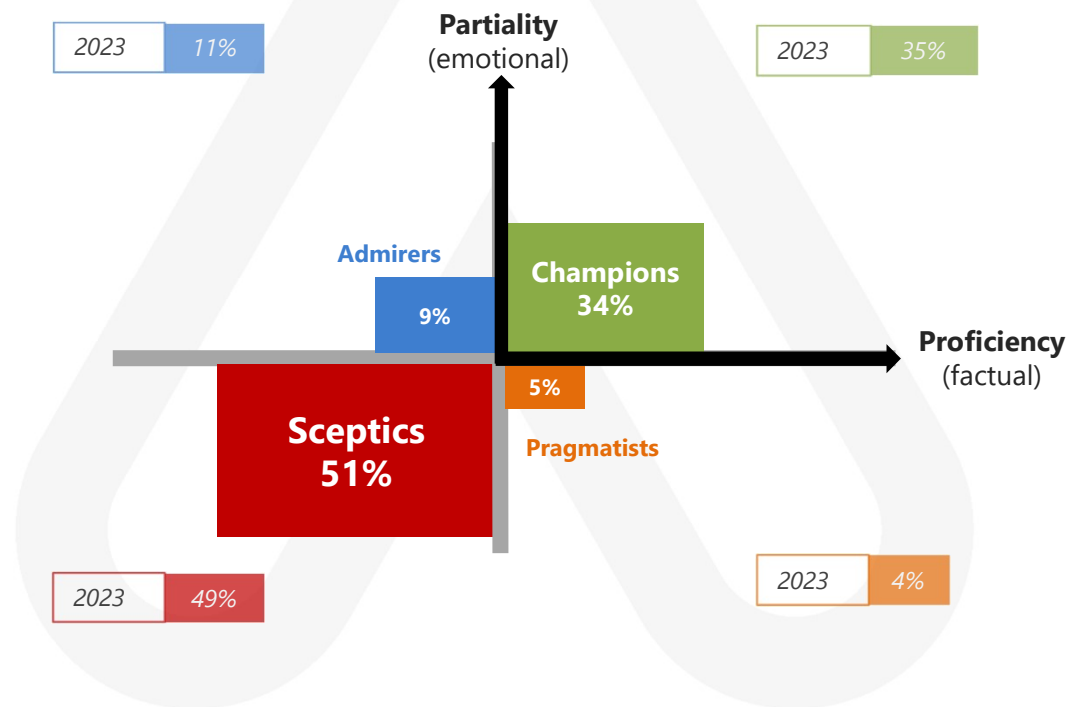 2023 11%
Partiality
(emotional)
2023 35%
Admirers
9%
Champions
34%
Proficiency
(factual)
Sceptics
51%
5%
Pragmatists
2023 49%
2023 4%